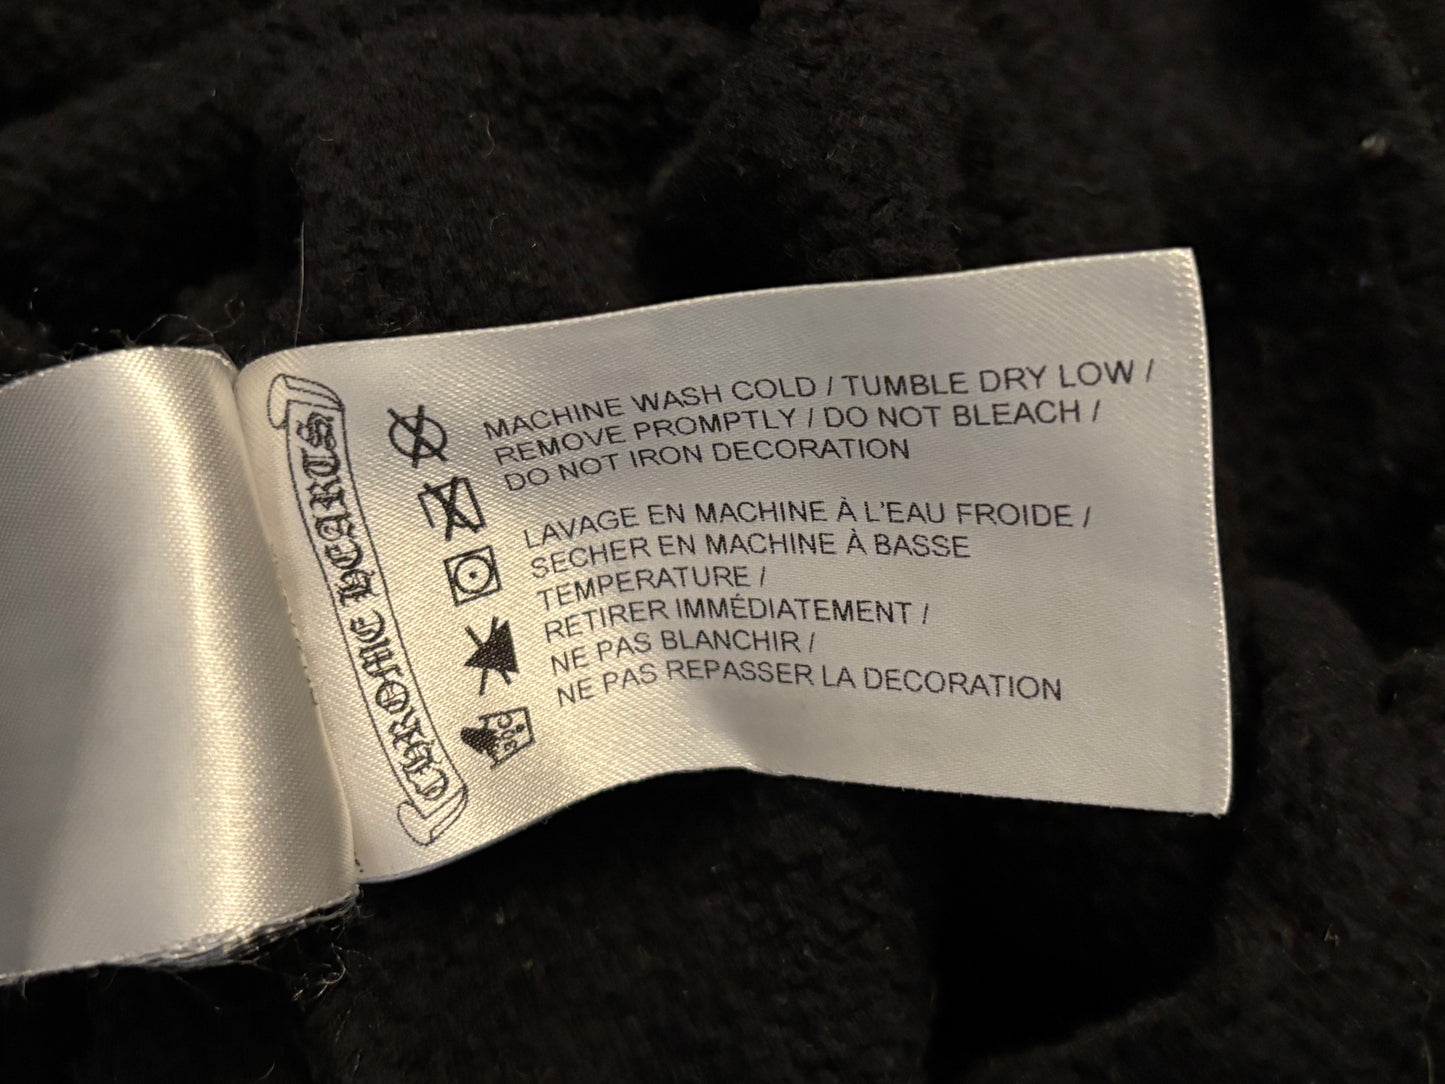 CHROME HEARTS
MACHINE WASH COLD / TUMBLE DRY LOW /
REMOVE PROMPTLY / DO NOT BLEACH /
DO NOT IRON DECORATION
LAVAGE EN MACHINE À L'EAU FROIDE /
SECHER EN MACHINE À BASSE
TEMPERATURE /
RETIRER IMMÉDIATEMENT /
NE PAS BLANCHIR /
NE PAS REPASSER LA DECORATION